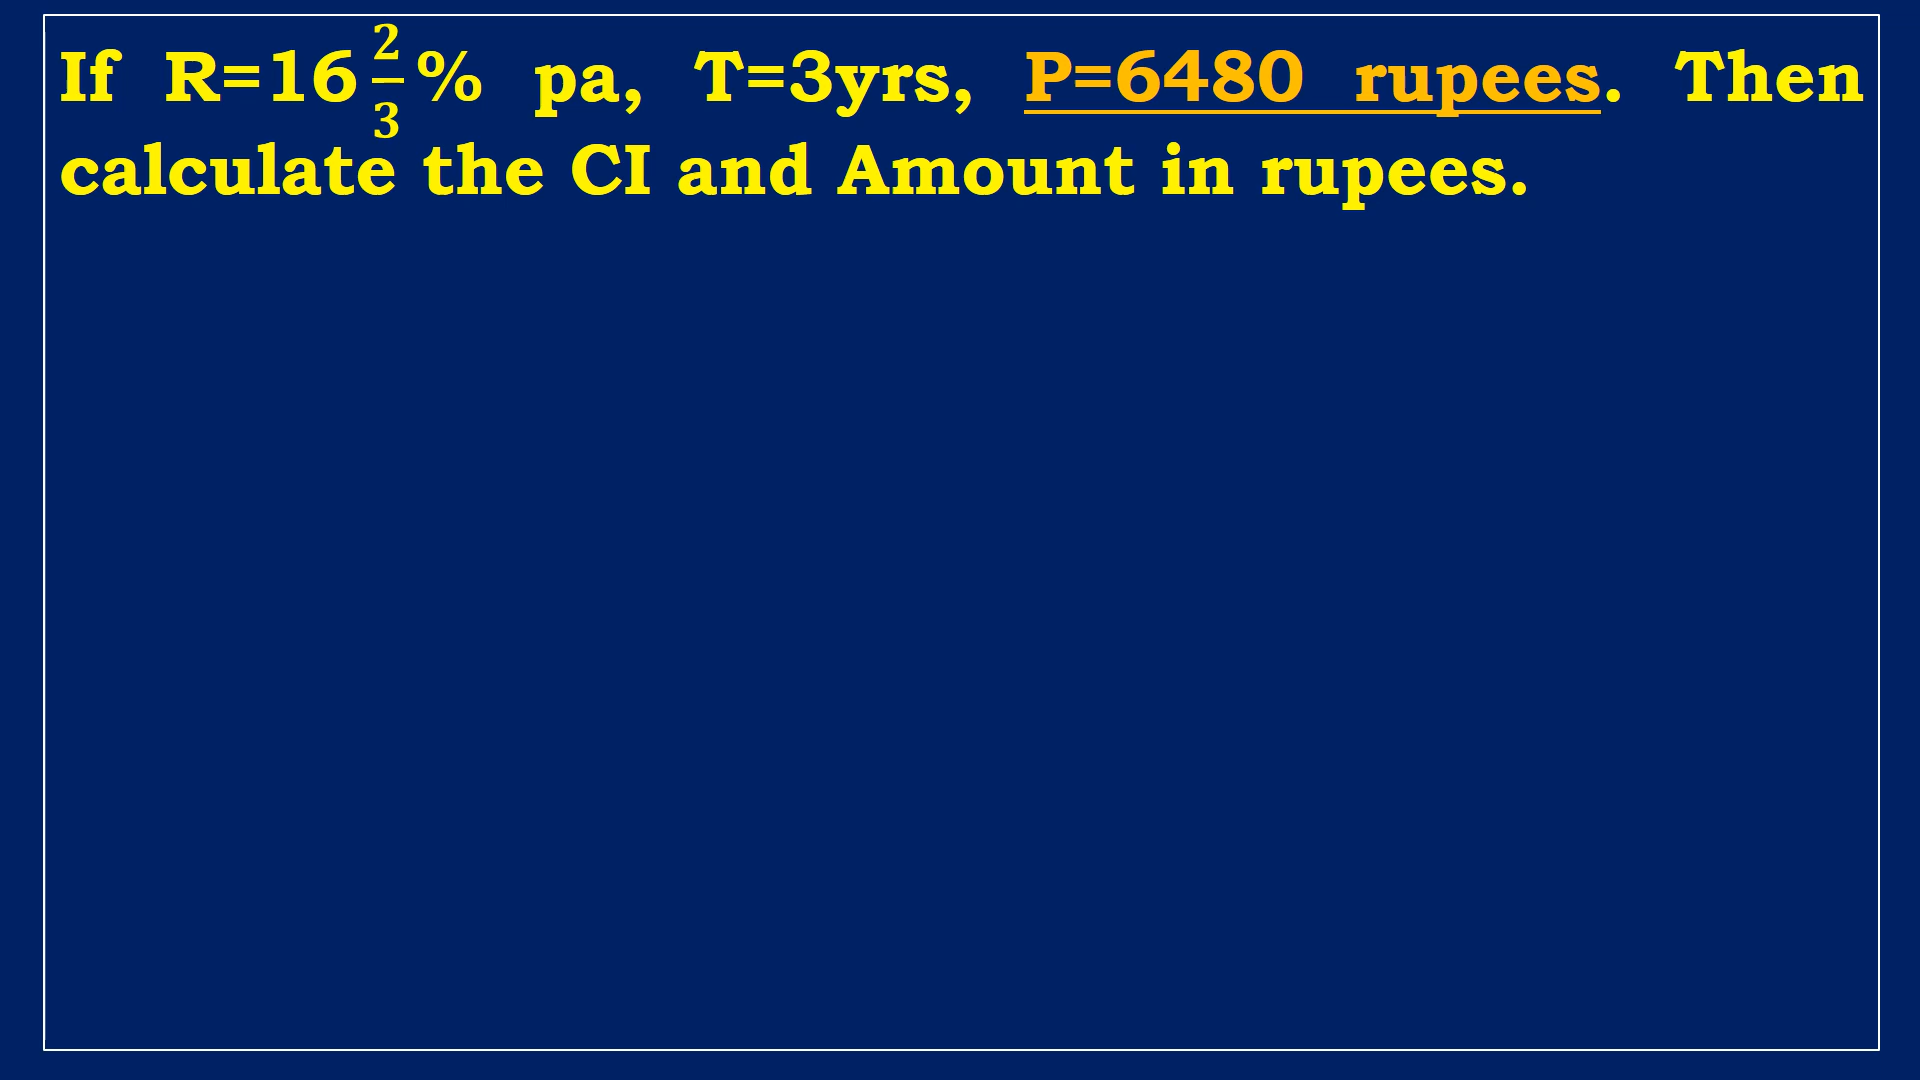 If R=16 2/3 % pa, T=3yrs, P=6480 rupees. Then
calculate the CI and Amount in rupees.